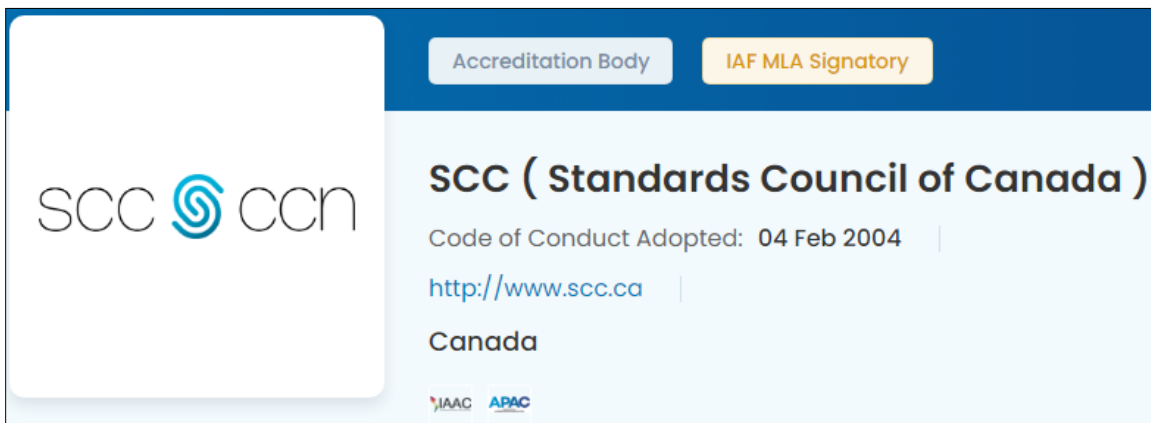 Accreditation Body
IAF MLA Signatory
scc ccn
SCC ( Standards Council of Canada )
Code of Conduct Adopted: 04 Feb 2004
http://www.scc.ca
Canada
IAAC APAC